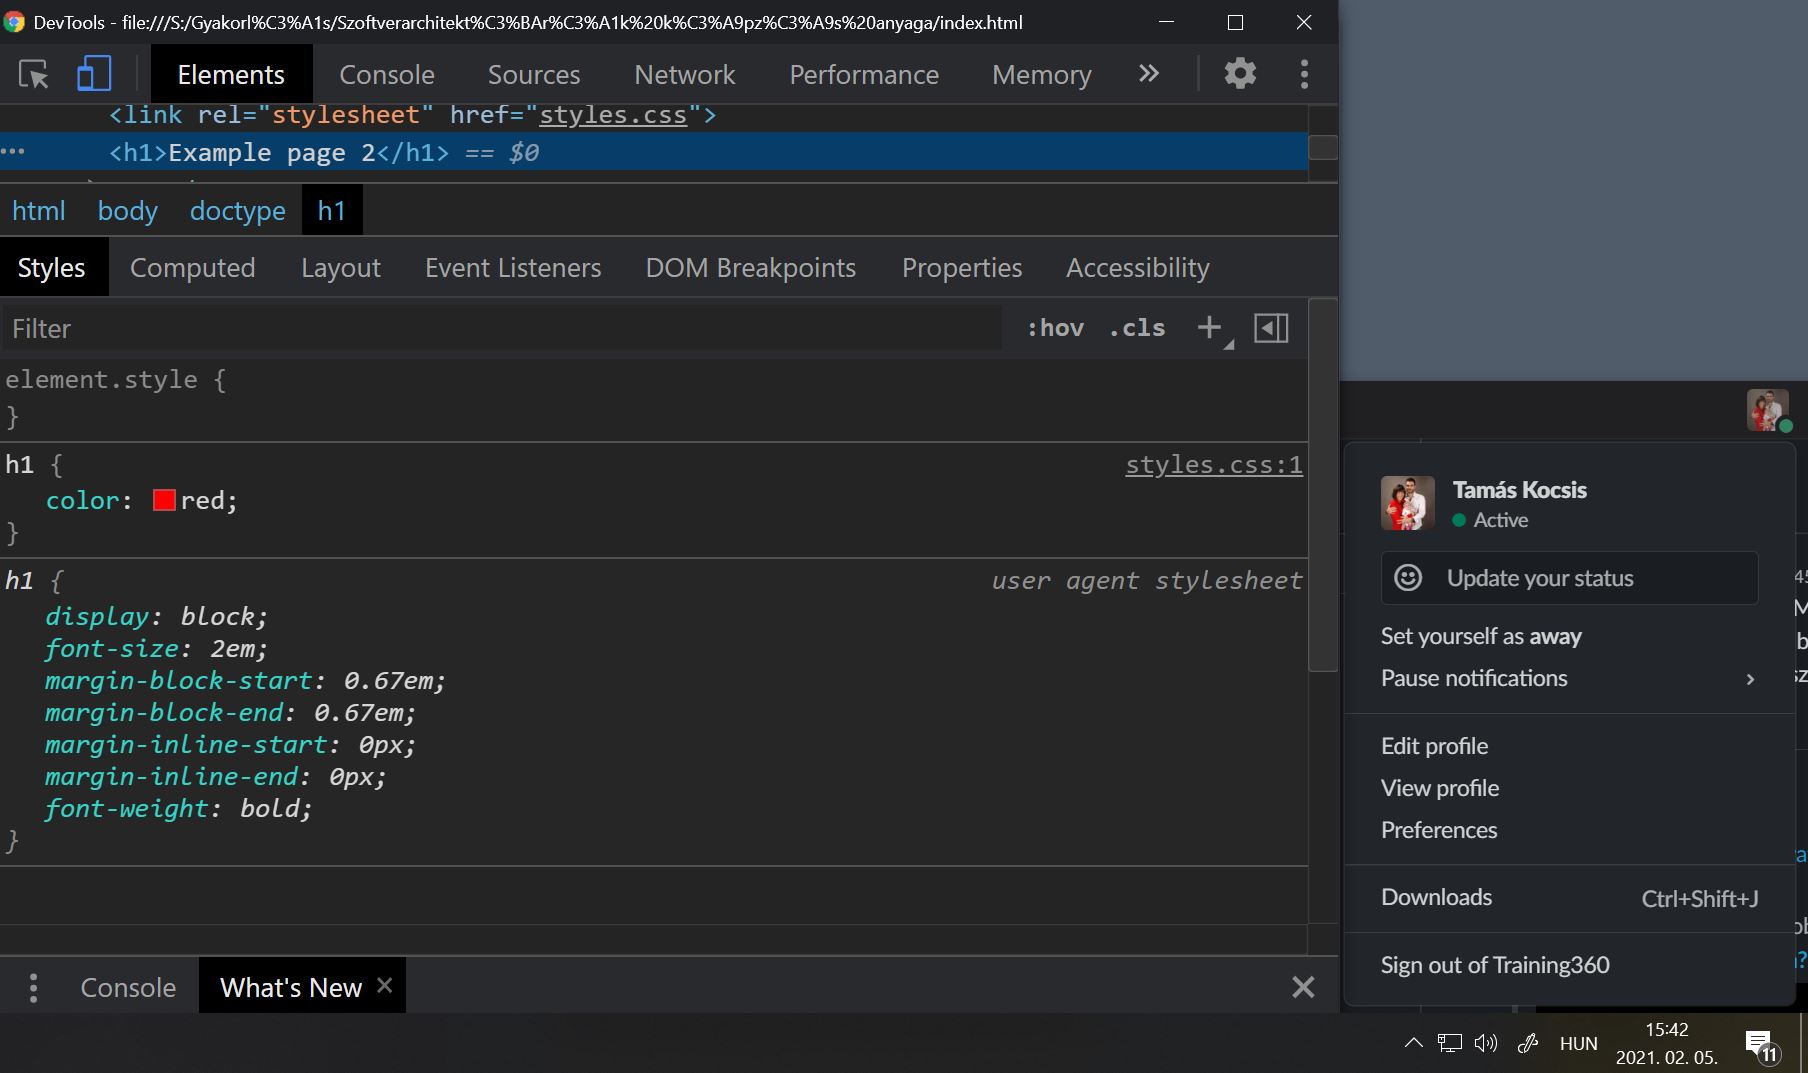 DevTools - file:///S:/Gyakorl%C3%A1s/Szoftverarchitekt%C3%BAr%C3%A1k%20k%C3%A9pz%C3%A9s%20anyaga/index.html
Elements Console Sources Network Performance Memory
<link rel="stylesheet" href="styles.css">
<h1>Example page 2</h1> == $0
html body doctype h1
Styles Computed Layout Event Listeners DOM Breakpoints Properties Accessibility
Filter :hov .cls
element.style {
}
h1 { styles.css:1
color: red;
}
h1 { user agent stylesheet
display: block;
font-size: 2em;
margin-block-start: 0.67em;
margin-block-end: 0.67em;
margin-inline-start: 0px;
margin-inline-end: 0px;
font-weight: bold;
}
Console What's New
Tamás Kocsis
Active
Update your status
Set yourself as away
Pause notifications
Edit profile
View profile
Preferences
Downloads Ctrl+Shift+J
Sign out of Training360
HUN
15:42
2021. 02. 05.
11